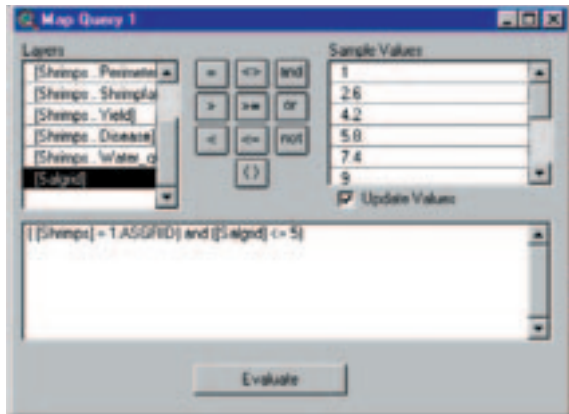 Map Query 1
Layers
[Shrimps . Perimeter
[Shrimps . Shrimpla
[Shrimps . Yield]
[Shrimps . Disease]
[Shrimps . Water_q
[Salgrid]
= <> and
> >= or
< <= not
()
Sample Values
1
2.6
4.2
5.8
7.4
9
Update Values
( [Shrimps] = 1.ASGRID) and ([Salgrid] <= 5)
Evaluate